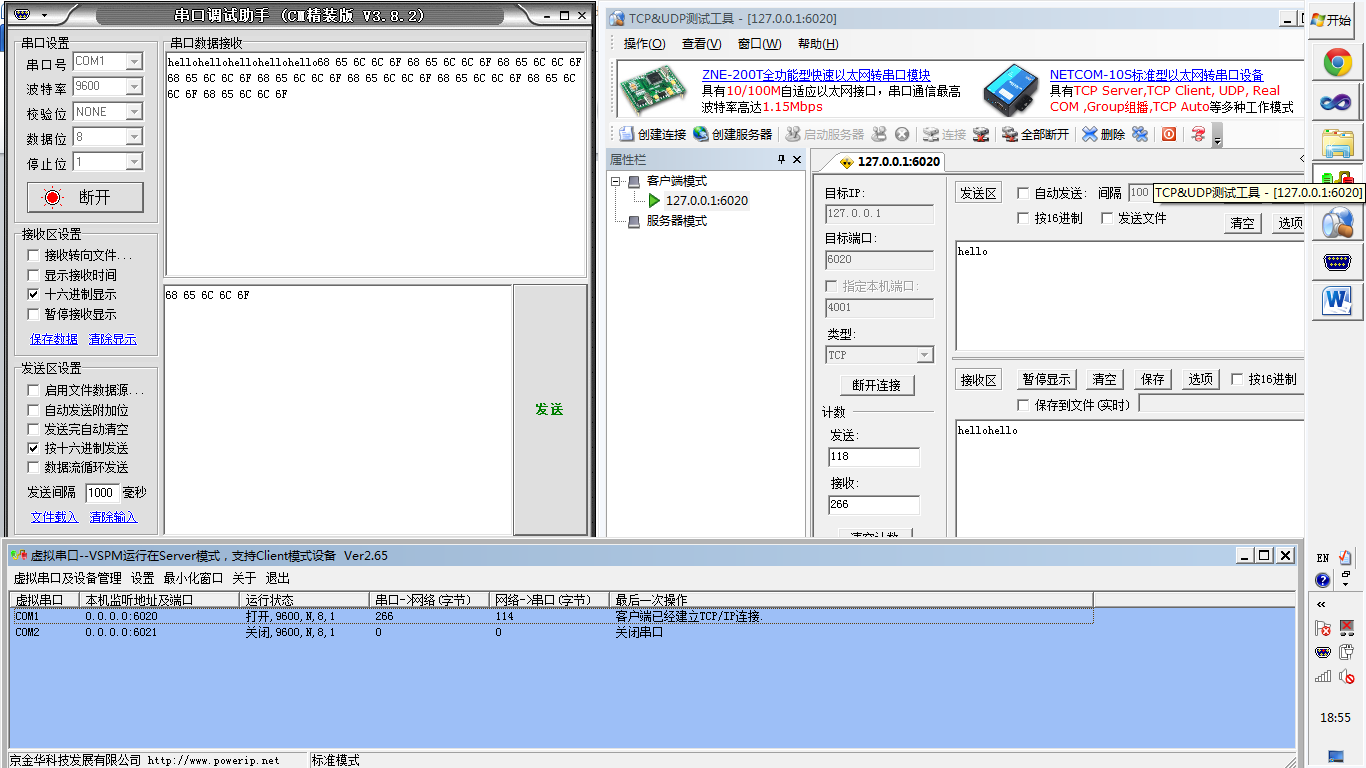 串口调试助手 (CM精装版 V3.8.2)
串口设置
串口号 COM1
波特率 9600
校验位 NONE
数据位 8
停止位 1
断开
接收区设置
接收转向文件...
显示接收时间
十六进制显示
暂停接收显示
保存数据 清除显示
发送区设置
启用文件数据源...
自动发送附加位
发送完自动清空
按十六进制发送
数据流循环发送
发送间隔 1000 毫秒
文件载入 清除输入
串口数据接收
hellohellohellohellohello68 65 6C 6C 6F 68 65 6C 6C 6F 68 65 6C 6C 6F
68 65 6C 6C 6F 68 65 6C 6C 6F 68 65 6C 6C 6F 68 65 6C 6C 6F 68 65 6C
6C 6F 68 65 6C 6C 6F
68 65 6C 6C 6F
发送
TCP&UDP测试工具 - [127.0.0.1:6020]
操作(O) 查看(V) 窗口(W) 帮助(H)
ZNE-200T全功能型快速以太网转串口模块
具有10/100M自适应以太网接口，串口通信最高
波特率高达1.15Mbps
NETCOM-10S标准型以太网转串口设备
具有TCP Server,TCP Client, UDP, Real
COM ,Group组播,TCP Auto等多种工作模式
创建连接 创建服务器 启动服务器 连接 全部断开 删除
属性栏
客户端模式
127.0.0.1:6020
服务器模式
127.0.0.1:6020
目标IP:
127.0.0.1
目标端口:
6020
指定本机端口:
4001
类型:
TCP
断开连接
计数
发送:
118
接收:
266
清空计数
发送区 自动发送: 间隔 100
TCP&UDP测试工具 - [127.0.0.1:6020]
按16进制 发送文件 清空 选项
hello
接收区 暂停显示 清空 保存 选项 按16进制
保存到文件(实时)
hellohello
虚拟串口--VSPM运行在Server模式，支持Client模式设备 Ver2.65
虚拟串口及设备管理 设置 最小化窗口 关于 退出
虚拟串口 本机监听地址及端口 运行状态 串口->网络(字节) 网络->串口(字节) 最后一次操作
COM1 0.0.0.0:6020 打开,9600,N,8,1 266 114 客户端已经建立TCP/IP连接.
COM2 0.0.0.0:6021 关闭,9600,N,8,1 0 0 关闭串口
京金华科技发展有限公司 http://www.powerip.net 标准模式
开始
EN
18:55